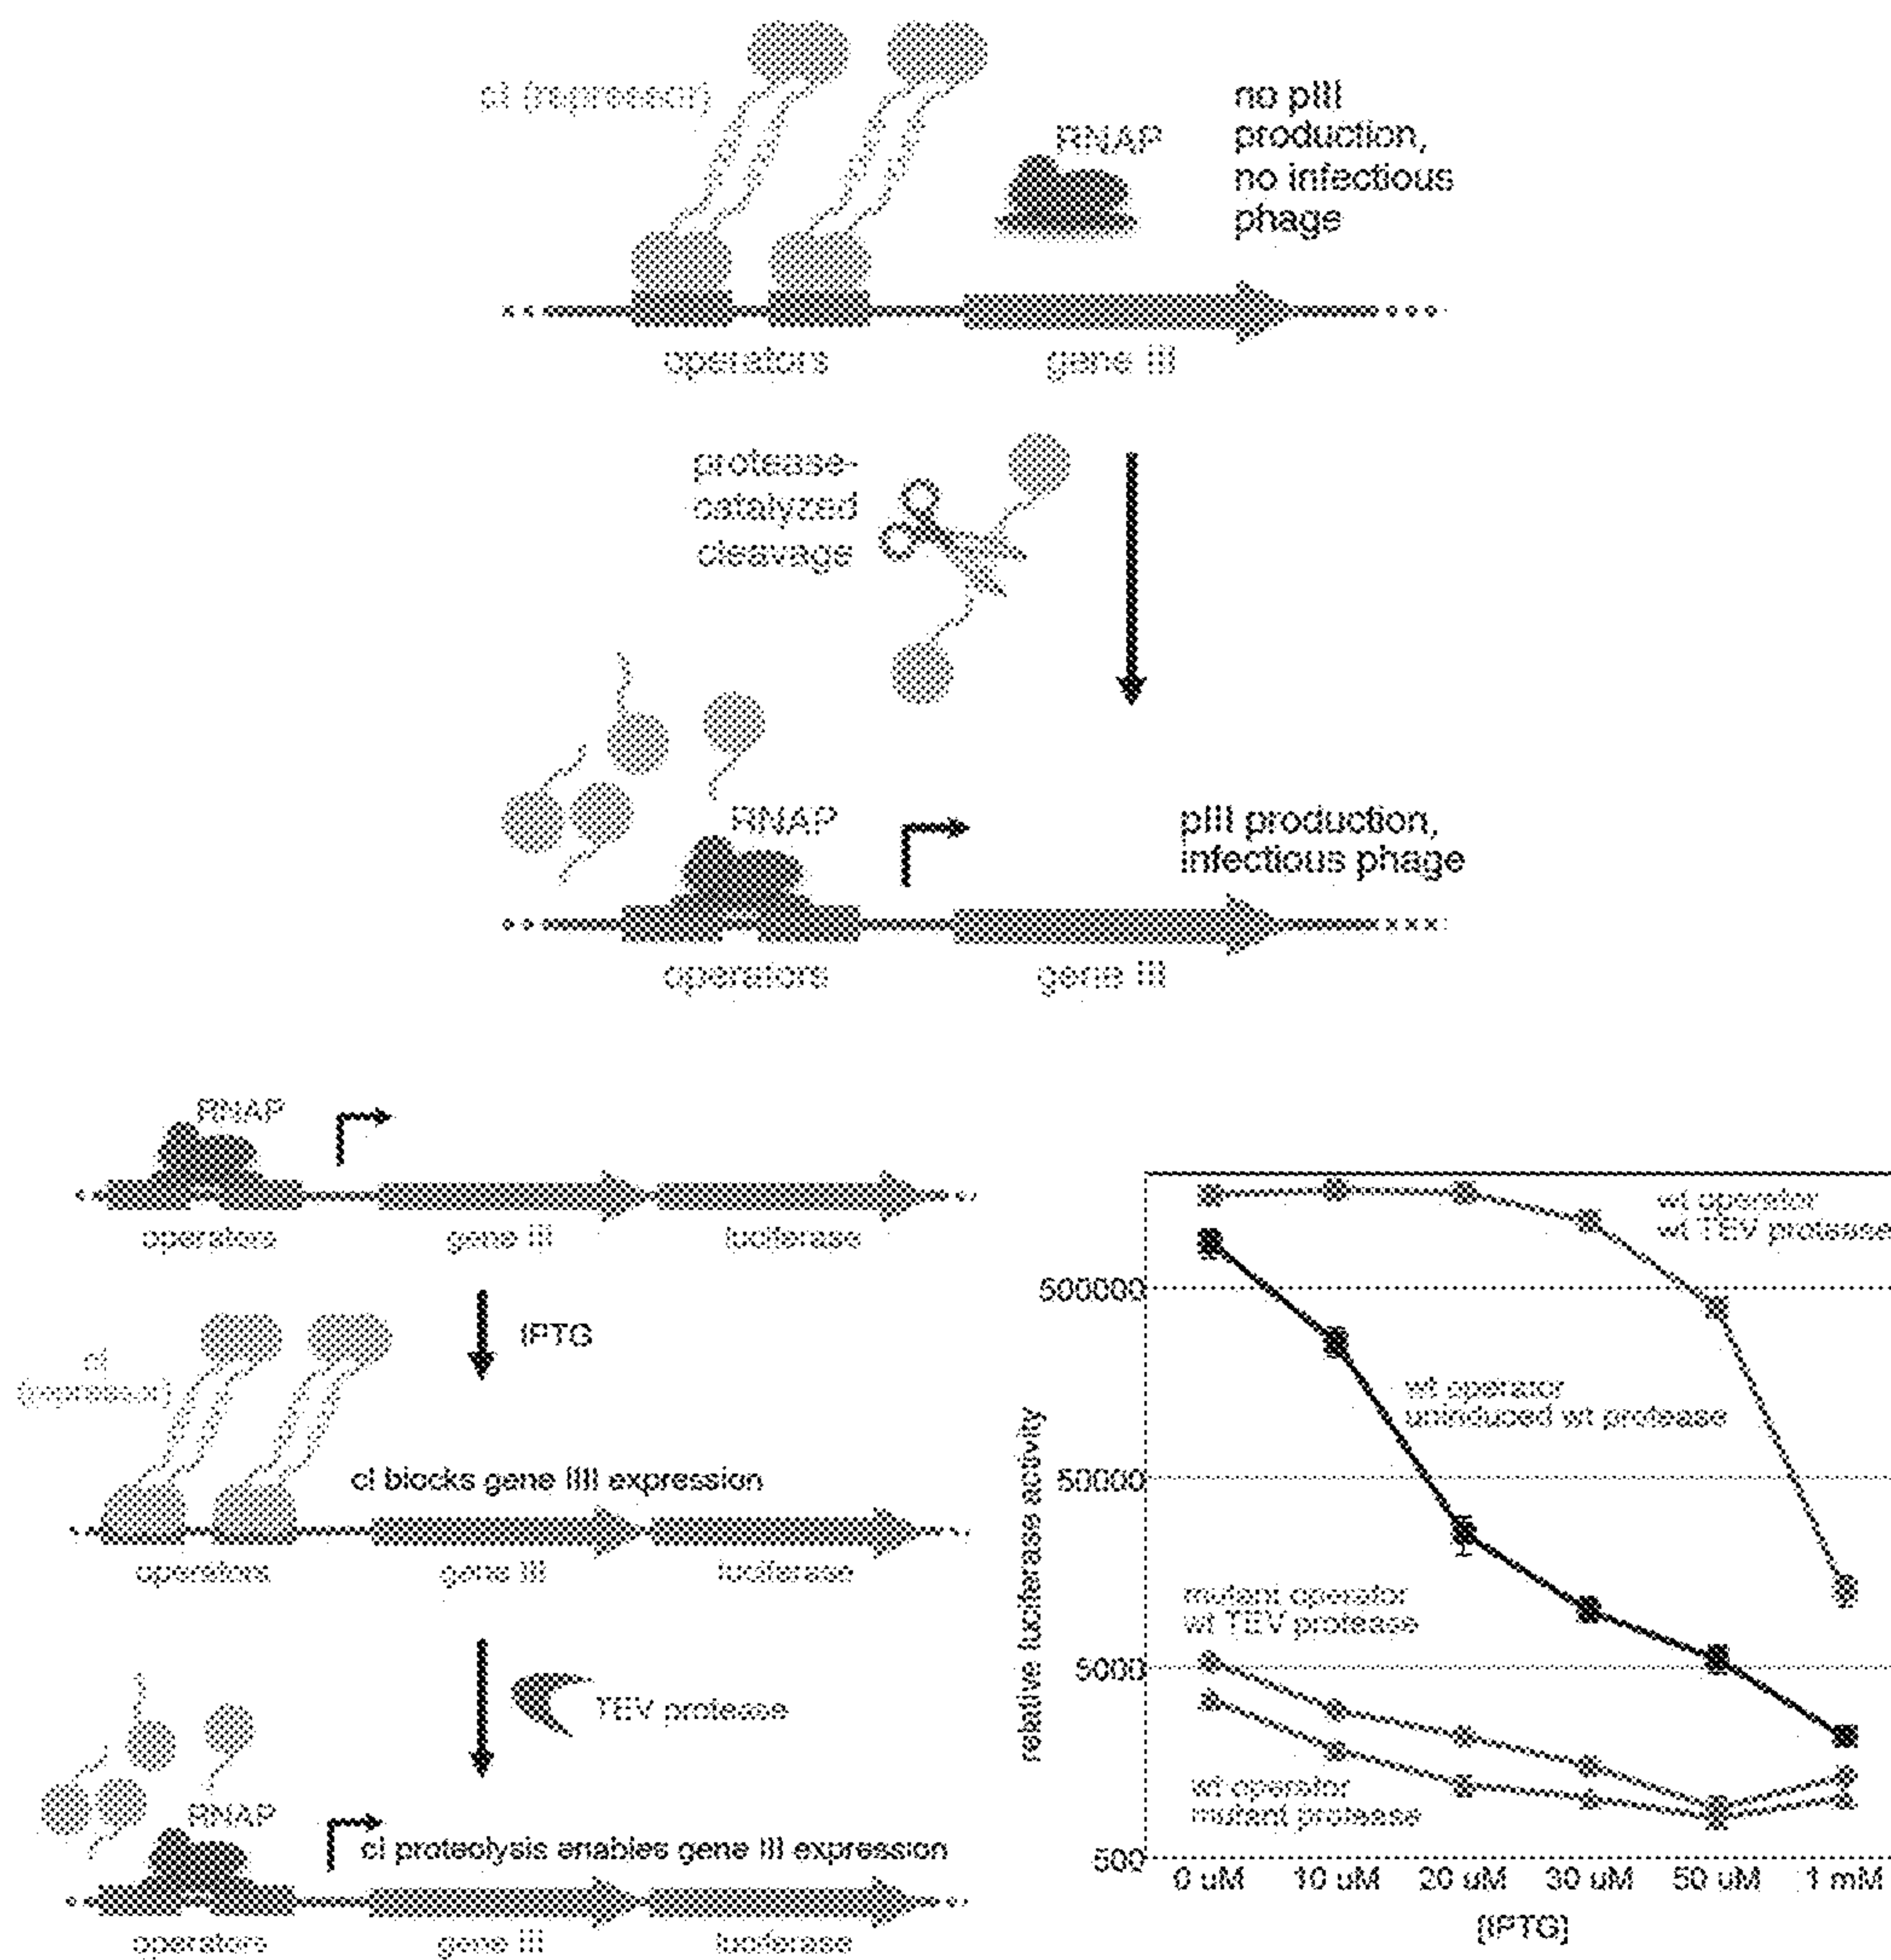 cI (repressor)
RNAP
no pIII
production,
no infectious
phage
operators
gene III
protease-
catalyzed
cleavage
RNAP
pIII production,
infectious phage
operators
gene III
RNAP
operators
gene III
luciferase
IPTG
cI
(repressor)
cI blocks gene IIII expression
operators
gene III
luciferase
TEV protease
RNAP
cI proteolysis enables gene III expression
operators
gene III
luciferase
wt operator
wt TEV protease
500000
wt operator
uninduced wt protease
50000
relative luciferase activity
mutant operator
wt TEV protease
5000
wt operator
mutant protease
500
0 uM 10 uM 20 uM 30 uM 50 uM 1 mM
[IPTG]